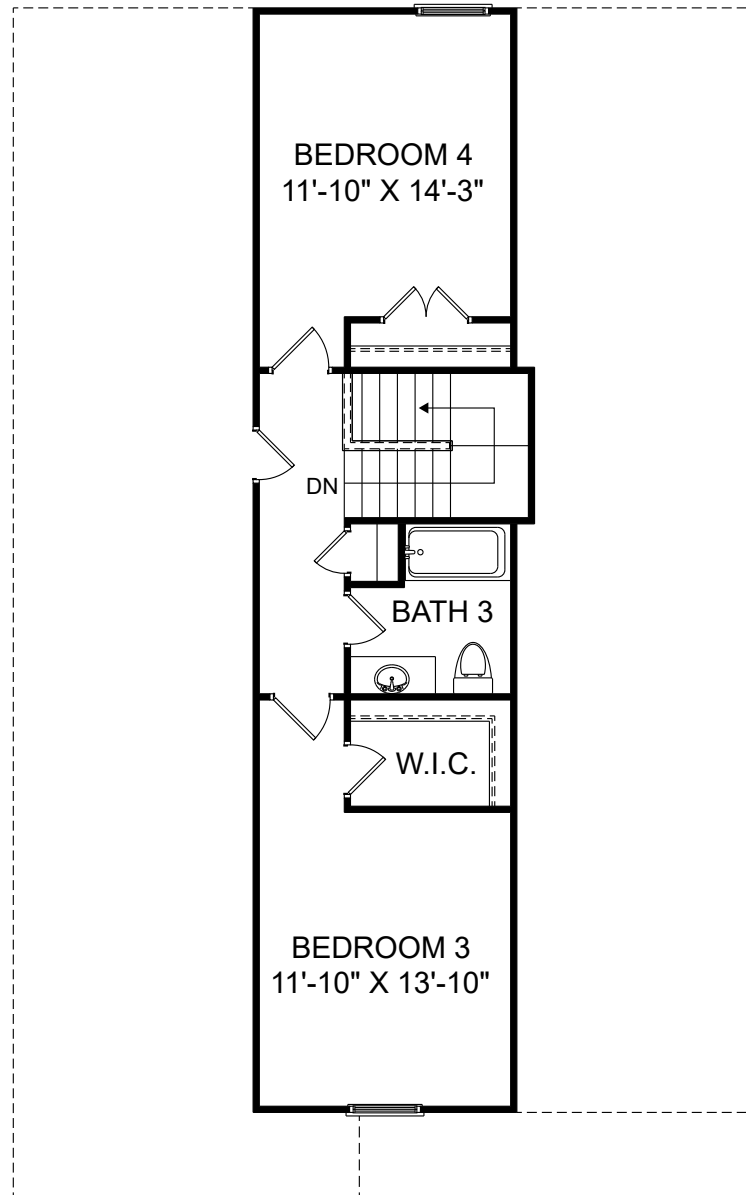 BEDROOM 4
11'-10" X 14'-3"
DN
BATH 3
W.I.C.
BEDROOM 3
11'-10" X 13'-10"